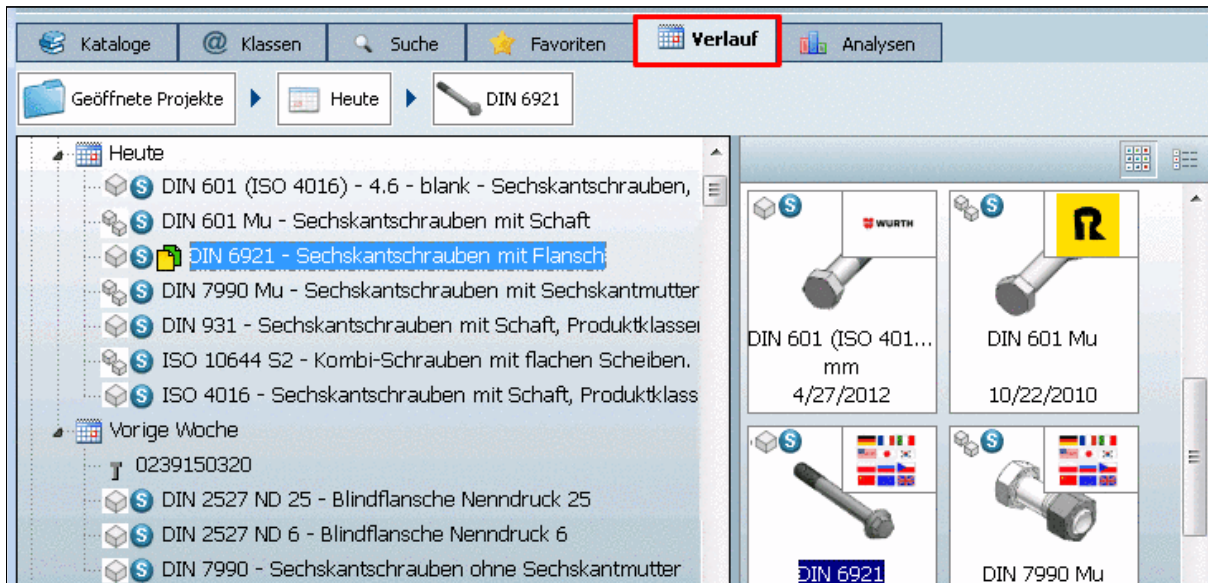 Kataloge
@ Klassen
Suche
Favoriten
Verlauf
Analysen
Geöffnete Projekte
Heute
DIN 6921
Heute
S DIN 601 (ISO 4016) - 4.6 - blank - Sechskantschrauben,
S DIN 601 Mu - Sechskantschrauben mit Schaft
S DIN 6921 - Sechskantschrauben mit Flansch
S DIN 7990 Mu - Sechskantschrauben mit Sechskantmutter
S DIN 931 - Sechskantschrauben mit Schaft, Produktklasse
S ISO 10644 S2 - Kombi-Schrauben mit flachen Scheiben.
S ISO 4016 - Sechskantschrauben mit Schaft, Produktklass
Vorige Woche
0239150320
S DIN 2527 ND 25 - Blindflansche Nenndruck 25
S DIN 2527 ND 6 - Blindflansche Nenndruck 6
S DIN 7990 - Sechskantschrauben ohne Sechskantmutter
S WURTH
DIN 601 (ISO 401...
mm
4/27/2012
S R
DIN 601 Mu
10/22/2010
S
DIN 6921
S
DIN 7990 Mu